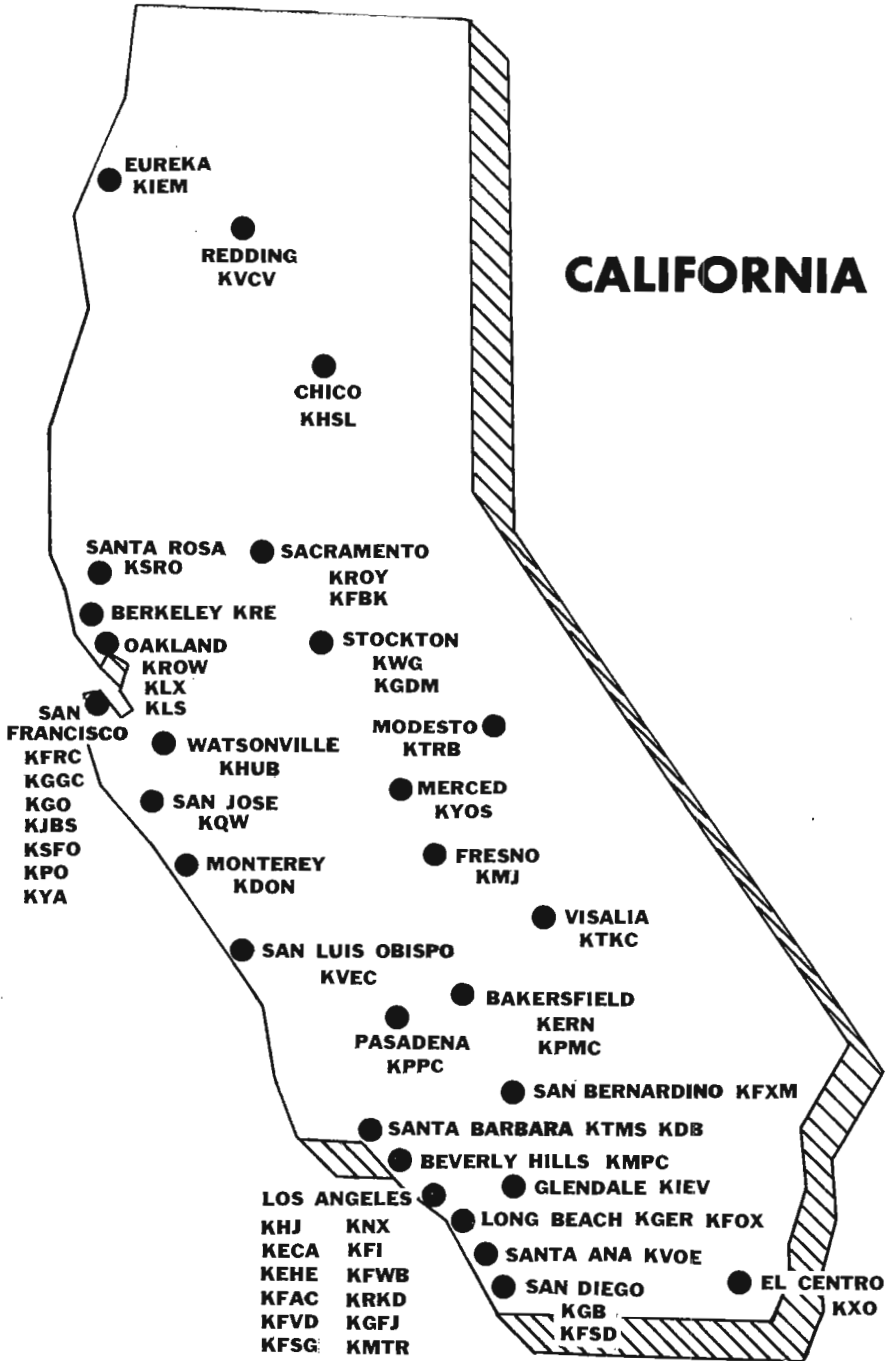 CALIFORNIA
EUREKA
KIEM
REDDING
KVCV
CHICO
KHSL
SANTA ROSA
KSRO
SACRAMENTO
KROY
KFBK
BERKELEY KRE
OAKLAND
KROW
KLX
KLS
STOCKTON
KWG
KGDM
SAN
FRANCISCO
KFRC
KGGC
KGO
KJBS
KSFO
KPO
KYA
WATSONVILLE
KHUB
MODESTO
KTRB
SAN JOSE
KQW
MERCED
KYOS
MONTEREY
KDON
FRESNO
KMJ
VISALIA
KTKC
SAN LUIS OBISPO
KVEC
BAKERSFIELD
KERN
KPMC
PASADENA
KPPC
SAN BERNARDINO KFXM
SANTA BARBARA KTMS KDB
BEVERLY HILLS KMPC
GLENDALE KIEV
LOS ANGELES
KHJ KNX
KECA KFI
KEHE KFWB
KFAC KRKD
KFVD KGFJ
KFSG KMTR
LONG BEACH KGER KFOX
SANTA ANA KVOE
SAN DIEGO
KGB
KFSD
EL CENTRO
KXO